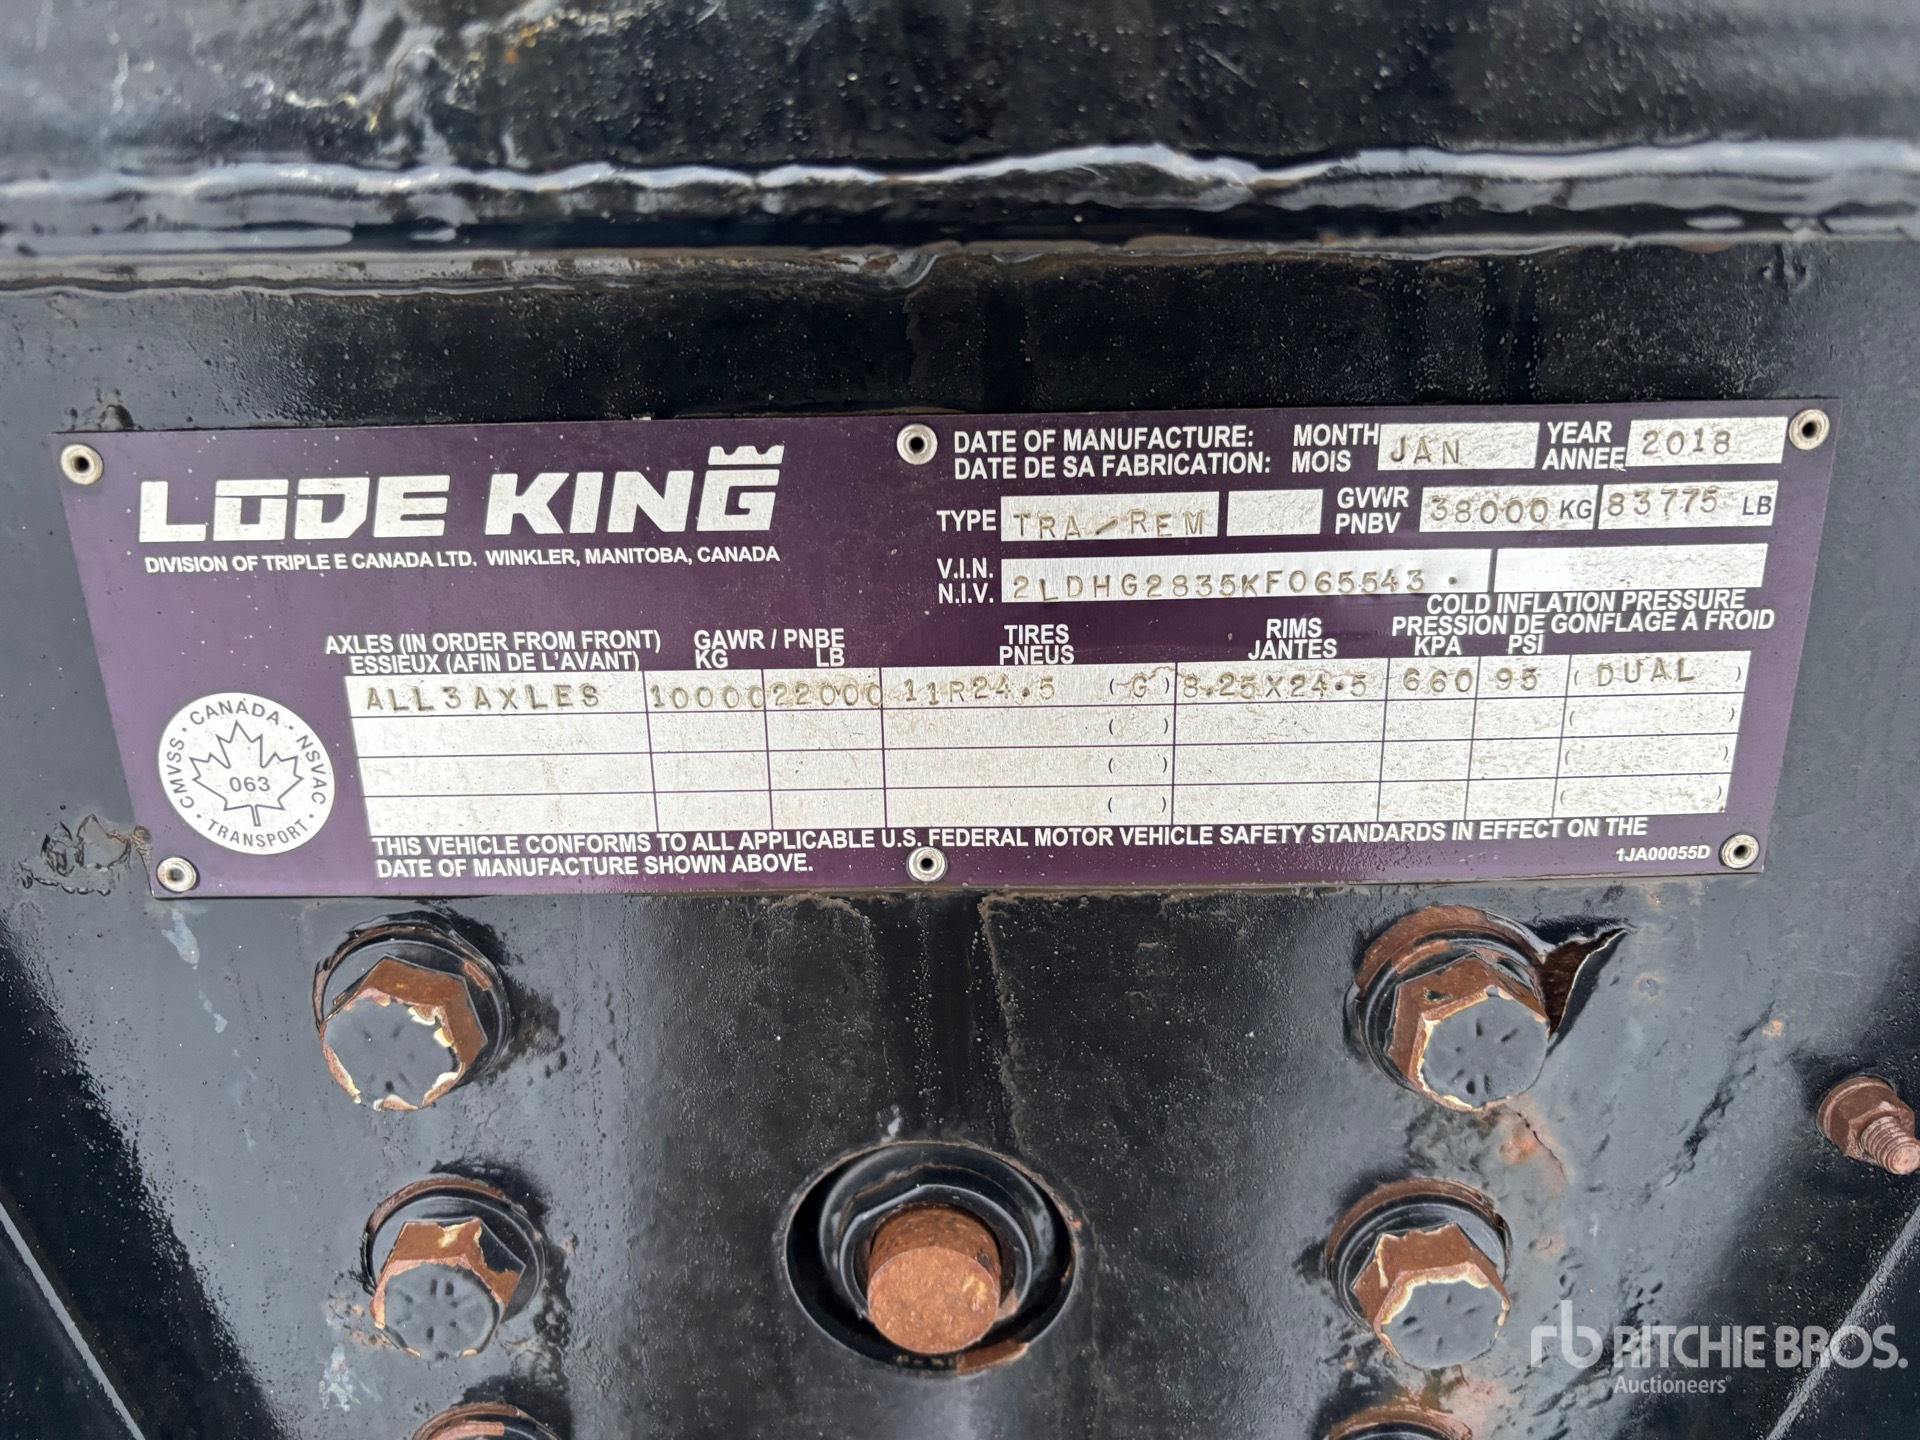 LODE KING
DIVISION OF TRIPLE E CANADA LTD. WINKLER, MANITOBA, CANADA
DATE OF MANUFACTURE: MONTH JAN YEAR 2018
DATE DE SA FABRICATION: MOIS ANNEE
TYPE TRA/REM GVWR PNBV 38000 KG 83775 LB
V.I.N. N.I.V. 2LDHG2835KF065543.
COLD INFLATION PRESSURE
PRESSION DE GONFLAGE A FROID
AXLES (IN ORDER FROM FRONT) GAWR / PNBE TIRES RIMS
ESSIEUX (AFIN DE L'AVANT) KG LB PNEUS JANTES KPA PSI
ALL 3 AXLES 10000 22000 11R24.5 (G) 8.25X24.5 660 95 (DUAL)
( ) ( )
( ) ( )
( ) ( )
CANADA · NSVAC · TRANSPORT · CMVSS ·
063
THIS VEHICLE CONFORMS TO ALL APPLICABLE U.S. FEDERAL MOTOR VEHICLE SAFETY STANDARDS IN EFFECT ON THE
DATE OF MANUFACTURE SHOWN ABOVE.
1JA00055D
rb RITCHIE BROS.
Auctioneers